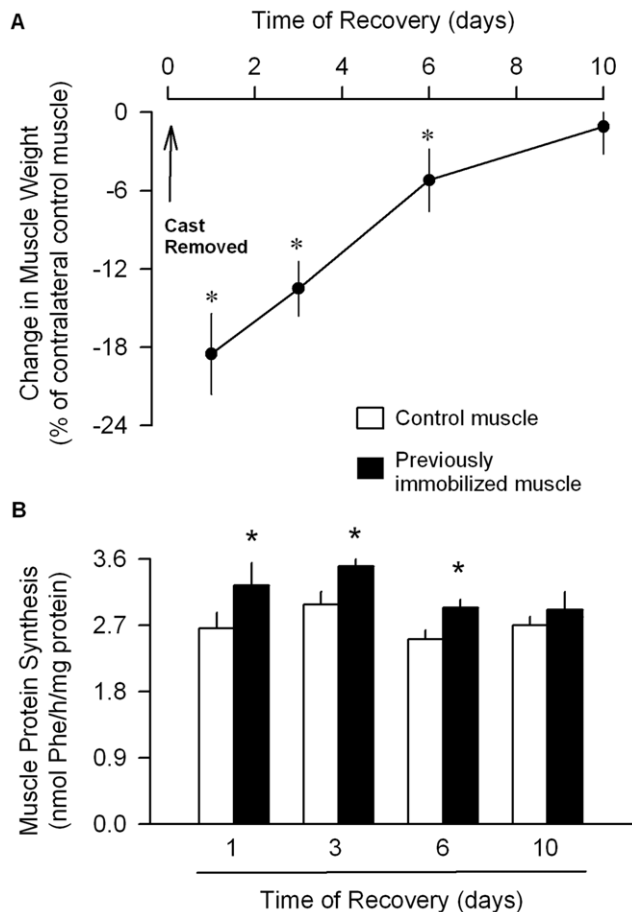 A
Time of Recovery (days)
0 2 4 6 8 10
Change in Muscle Weight
(% of contralateral control muscle)
0
-6
-12
-18
-24
Cast
Removed
*
*
*
Control muscle
Previously
immobilized muscle
B
Muscle Protein Synthesis
(nmol Phe/h/mg protein)
3.6
2.7
1.8
0.9
0.0
* * *
1 3 6 10
Time of Recovery (days)